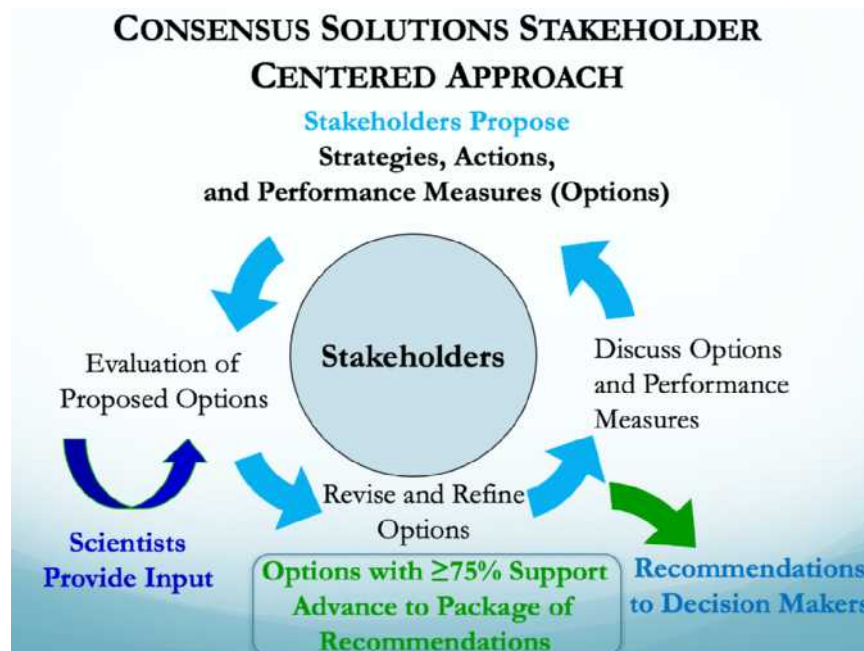 CONSENSUS SOLUTIONS STAKEHOLDER
CENTERED APPROACH
Stakeholders Propose
Strategies, Actions,
and Performance Measures (Options)
Evaluation of
Proposed Options
Stakeholders
Discuss Options
and Performance
Measures
Revise and Refine
Options
Scientists
Provide Input
Options with ≥75% Support
Advance to Package of
Recommendations
Recommendations
to Decision Makers